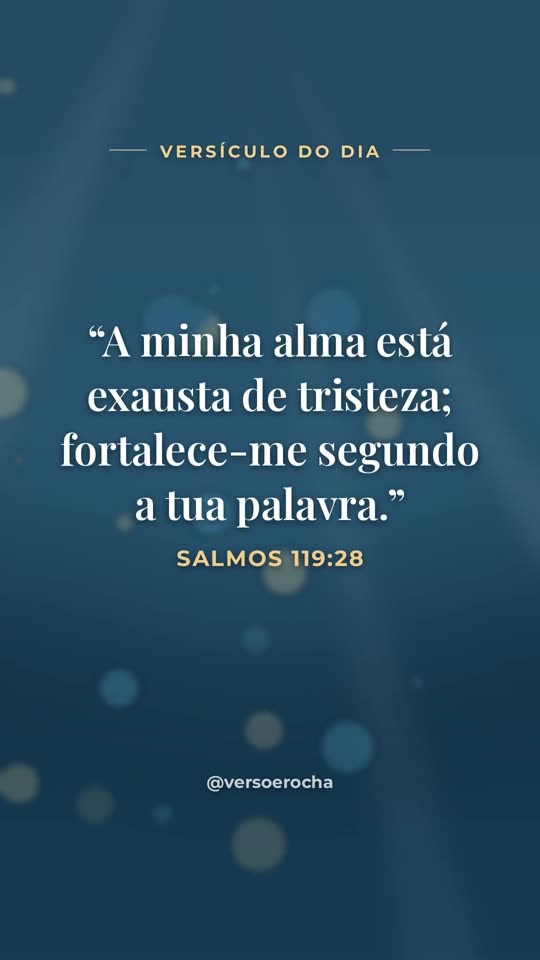 VERSÍCULO DO DIA
“A minha alma está
exausta de tristeza;
fortalece-me segundo
a tua palavra.”
SALMOS 119:28
@versoerocha